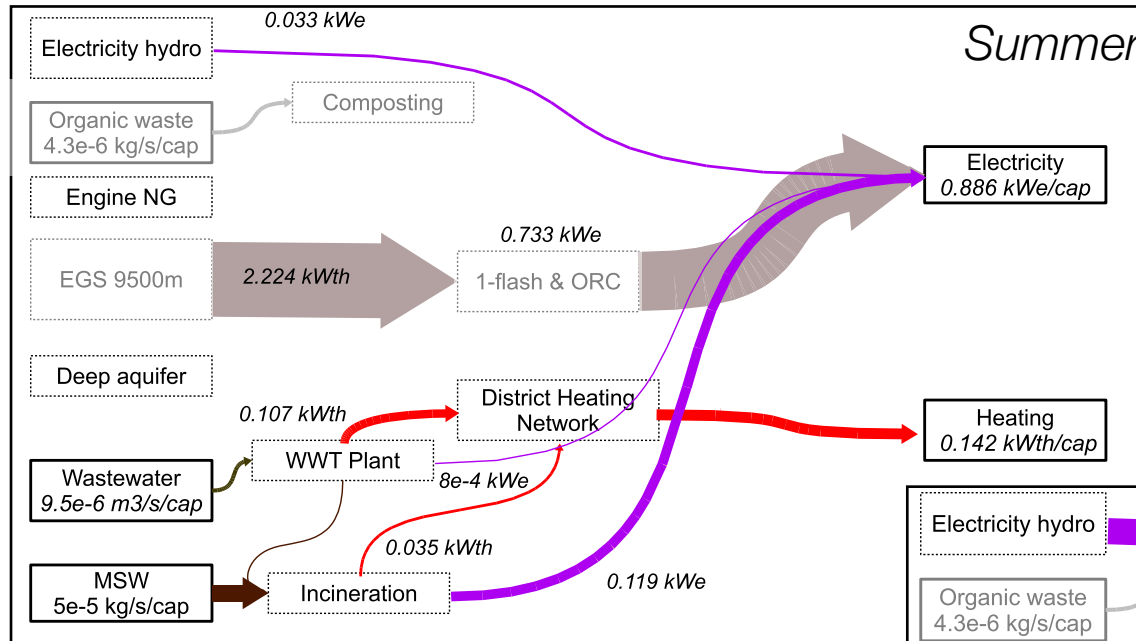 0.033 kWe
Electricity hydro
Summer
Composting
Organic waste
4.3e-6 kg/s/cap
Electricity
0.886 kWe/cap
Engine NG
0.733 kWe
EGS 9500m
2.224 kWth
1-flash & ORC
Deep aquifer
District Heating
Network
0.107 kWth
Heating
0.142 kWth/cap
WWT Plant
Wastewater
9.5e-6 m3/s/cap
8e-4 kWe
Electricity hydro
0.035 kWth
MSW
5e-5 kg/s/cap
Incineration
0.119 kWe
Organic waste
4.3e-6 kg/s/cap